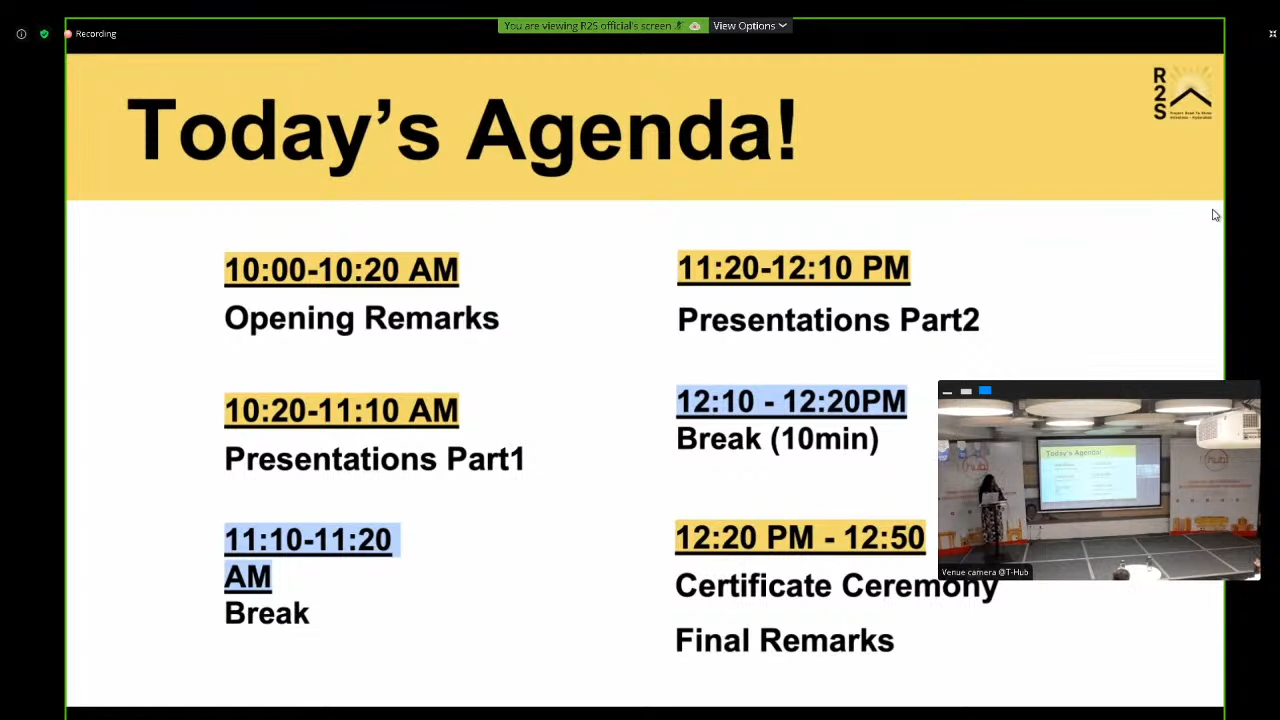 You are viewing R2S official's screen
View Options
Recording
Today's Agenda!
R
2
S
10:00-10:20 AM
Opening Remarks
10:20-11:10 AM
Presentations Part1
11:10-11:20
AM
Break
11:20-12:10 PM
Presentations Part2
12:10 - 12:20PM
Break (10min)
12:20 PM - 12:50
Certificate Ceremony
Final Remarks
Today's Agenda!
hub
Venue camera @T-Hub